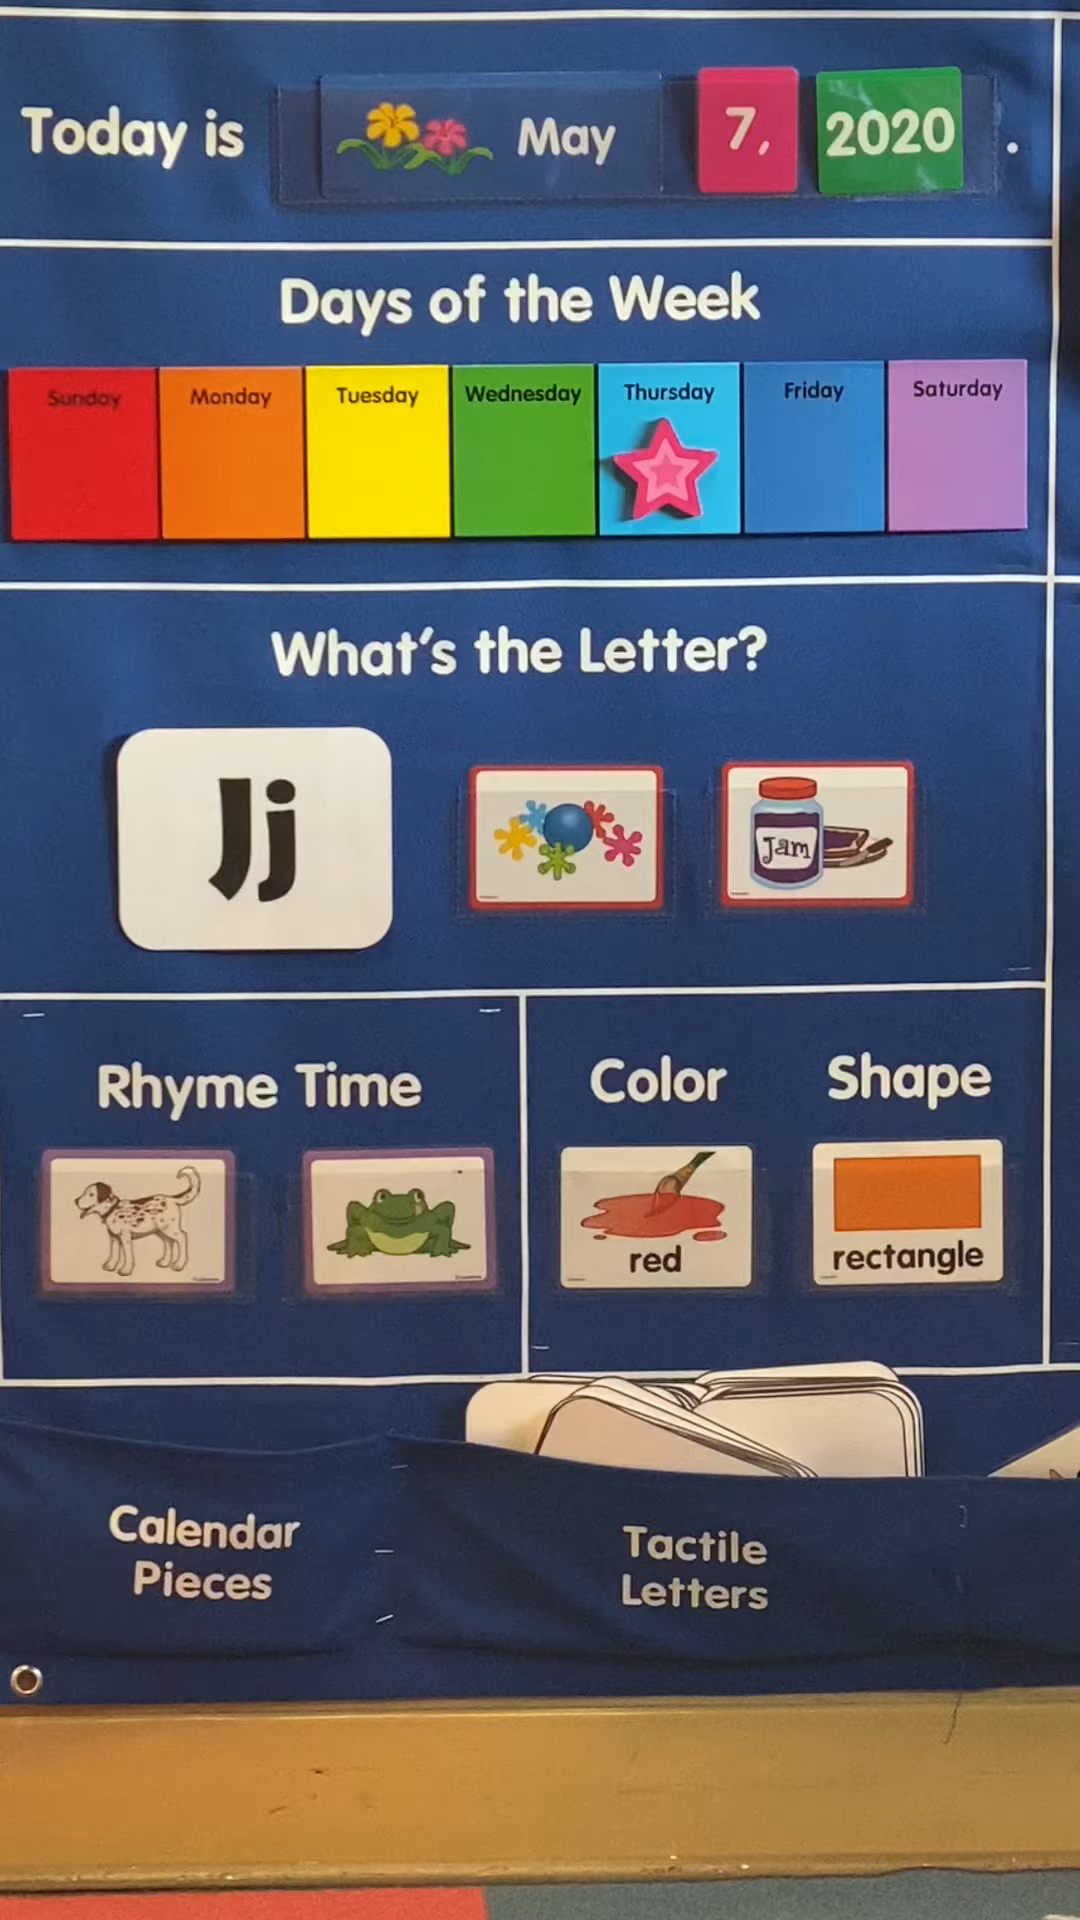 Today is May 7, 2020 .
Days of the Week
Sunday Monday Tuesday Wednesday Thursday Friday Saturday
What's the Letter?
Jj
Jam
Rhyme Time
Color Shape
red rectangle
Calendar
Pieces
Tactile
Letters